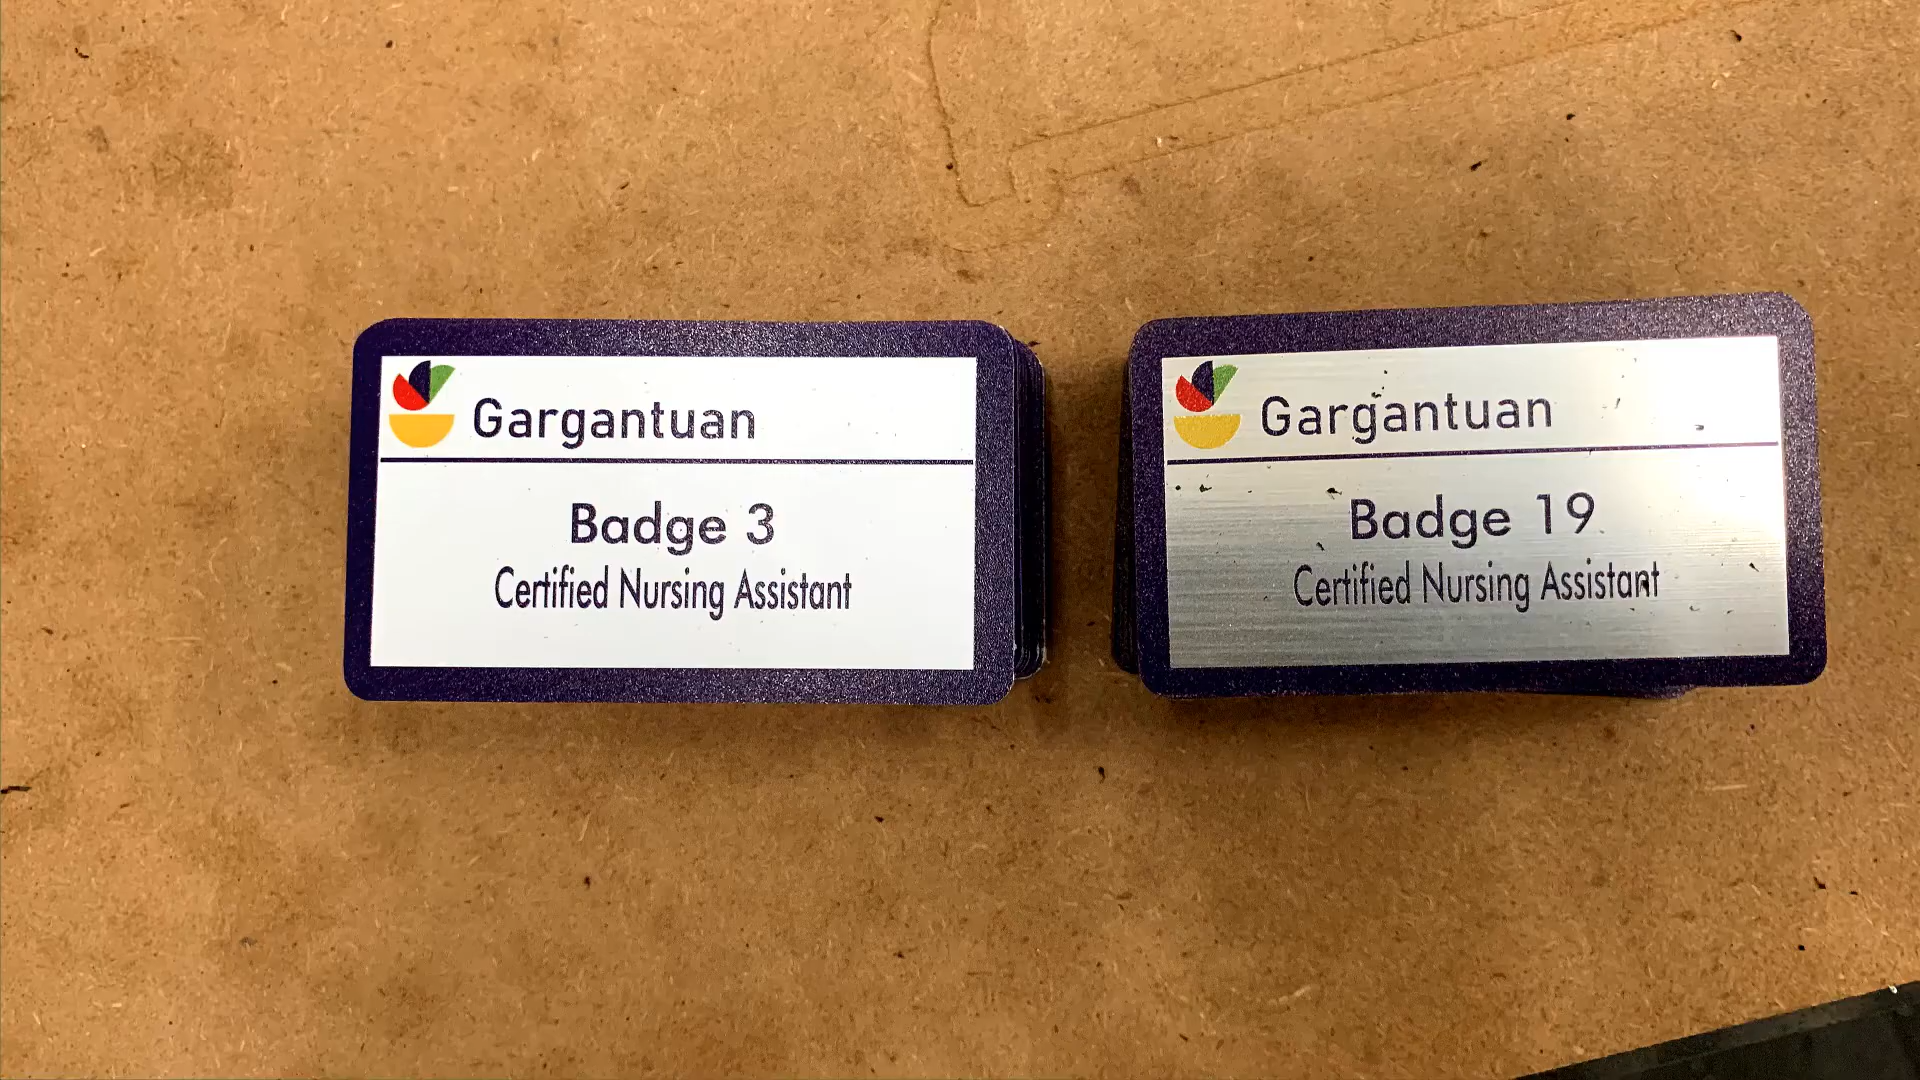 Gargantuan
Badge 3
Certified Nursing Assistant
Gargantuan
Badge 19
Certified Nursing Assistant